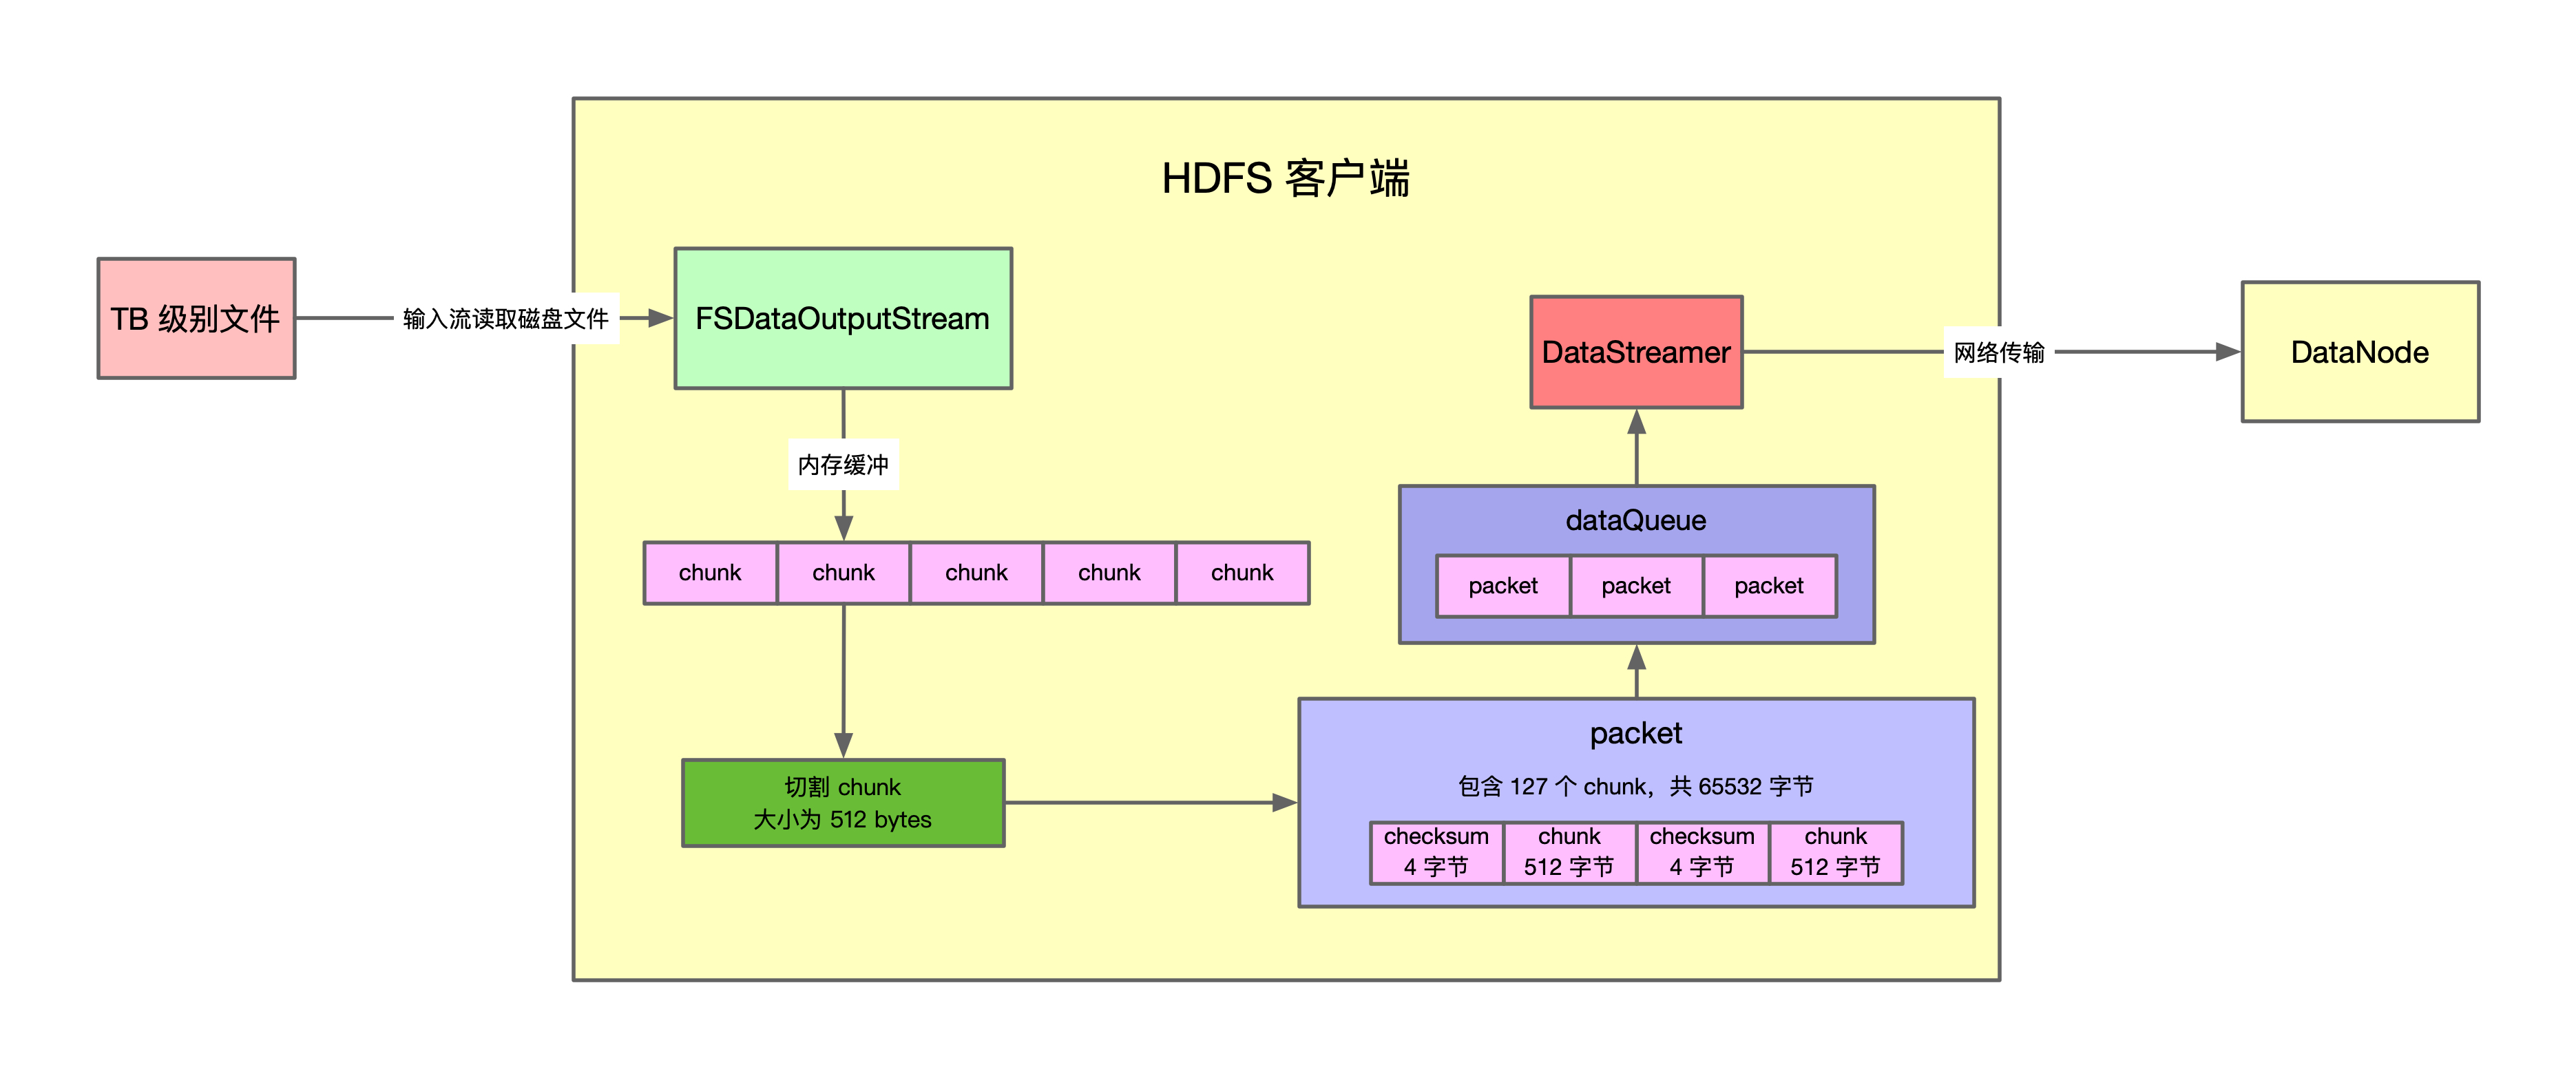 HDFS 客户端
TB 级别文件
输入流读取磁盘文件
FSDataOutputStream
内存缓冲
chunk
chunk
chunk
chunk
chunk
切割 chunk
大小为 512 bytes
packet
包含 127 个 chunk，共 65532 字节
checksum
4 字节
chunk
512 字节
checksum
4 字节
chunk
512 字节
dataQueue
packet
packet
packet
DataStreamer
网络传输
DataNode